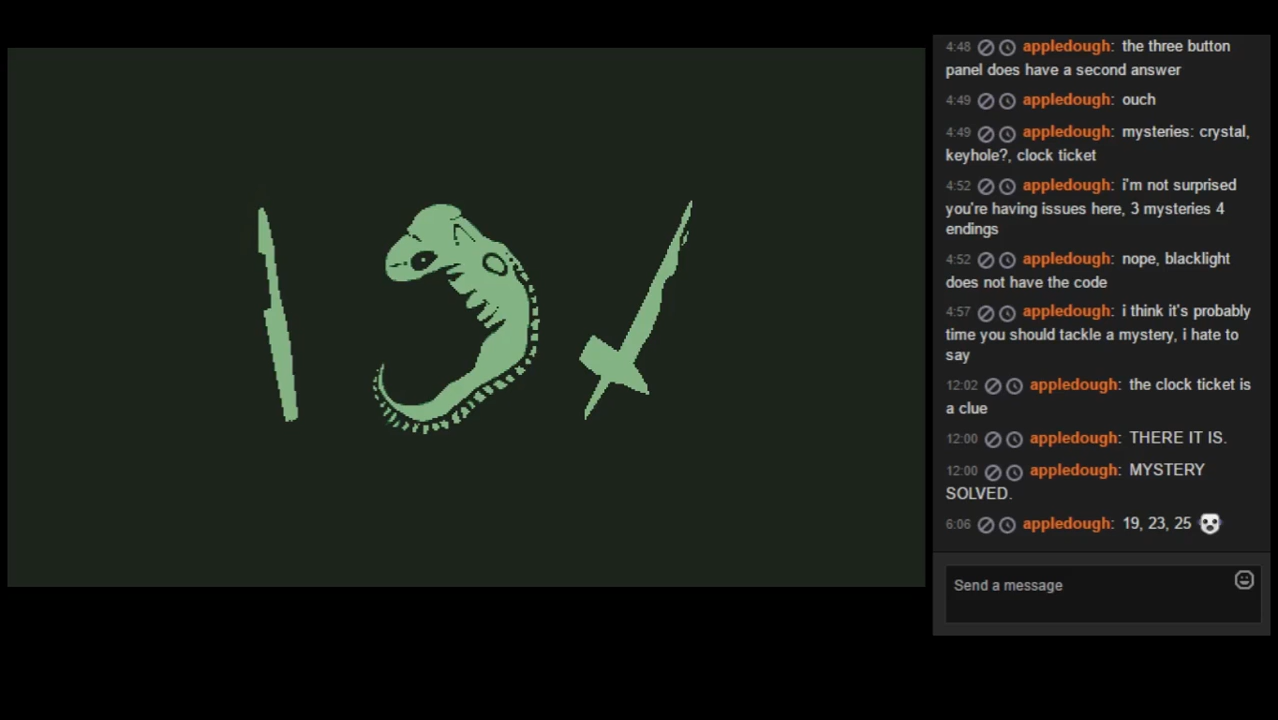 4:48 appledough: the three button
panel does have a second answer
4:49 appledough: ouch
4:49 appledough: mysteries: crystal,
keyhole?, clock ticket
4:52 appledough: i'm not surprised
you're having issues here, 3 mysteries 4
endings
4:52 appledough: nope, blacklight
does not have the code
4:57 appledough: i think it's probably
time you should tackle a mystery, i hate to
say
12:02 appledough: the clock ticket is
a clue
12:00 appledough: THERE IT IS.
12:00 appledough: MYSTERY
SOLVED.
6:06 appledough: 19, 23, 25
Send a message